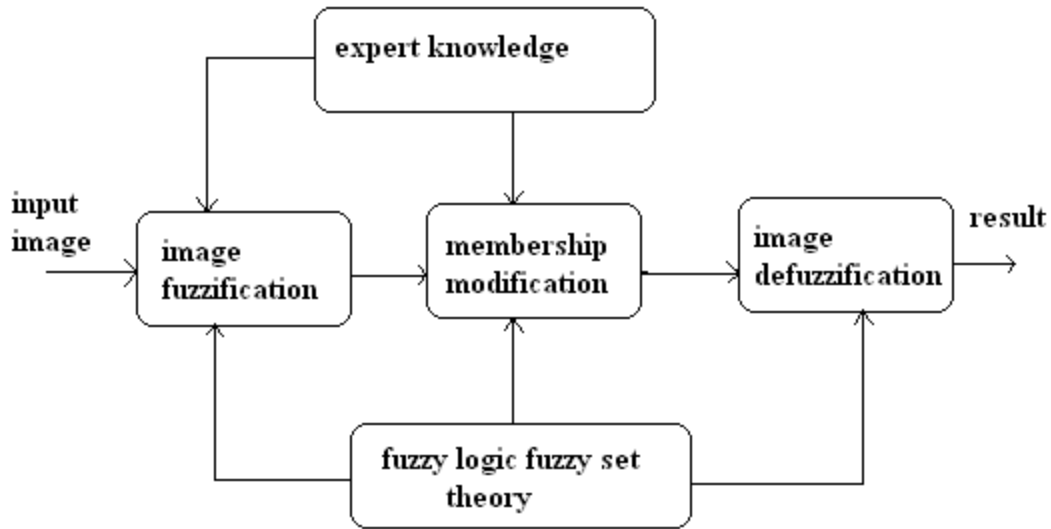 expert knowledge
input
image
image
fuzzification
membership
modification
image
defuzzification
result
fuzzy logic fuzzy set
theory